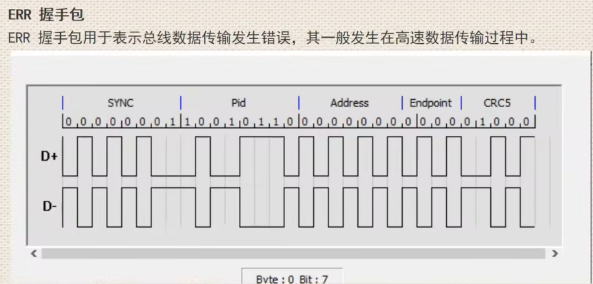 ERR 握手包
ERR 握手包用于表示总线数据传输发生错误，其一般发生在高速数据传输过程中。
SYNC Pid Address Endpoint CRC5
0 0 0 0 0 0 0 1 1 0 0 1 0 1 1 0 0 0 0 0 0 0 0 0 0 0 0 0 1 0 0 0
D+
D-
Byte : 0 Bit : 7